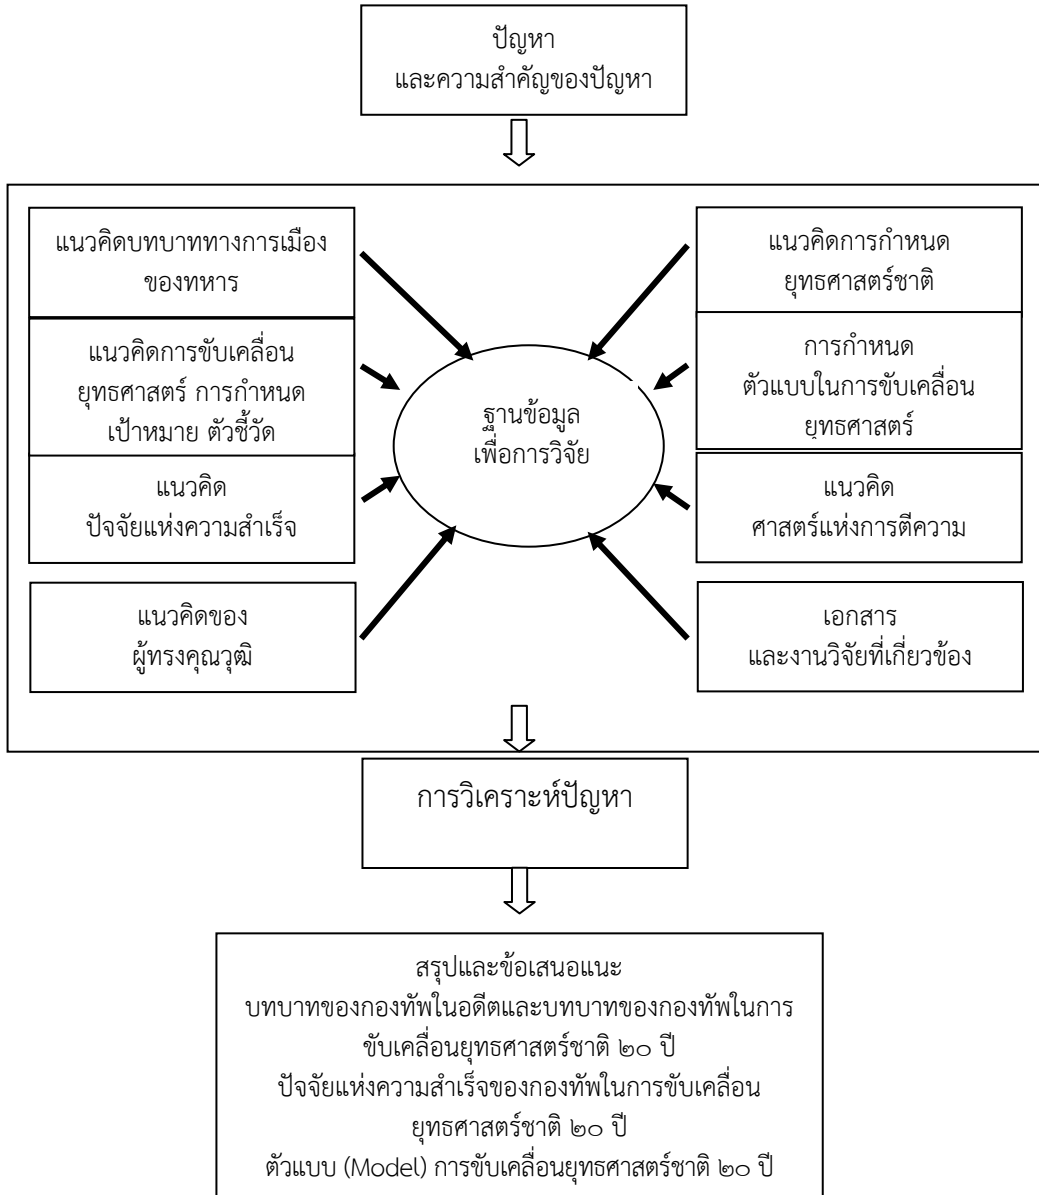 ปัญหา
และความสำคัญของปัญหา
แนวคิดบทบาททางการเมือง
ของทหาร
แนวคิดการขับเคลื่อน
ยุทธศาสตร์ การกำหนด
เป้าหมาย ตัวชี้วัด
แนวคิด
ปัจจัยแห่งความสำเร็จ
แนวคิดของ
ผู้ทรงคุณวุฒิ
ฐานข้อมูล
เพื่อการวิจัย
แนวคิดการกำหนด
ยุทธศาสตร์ชาติ
การกำหนด
ตัวแบบในการขับเคลื่อน
ยุทธศาสตร์
แนวคิด
ศาสตร์แห่งการตีความ
เอกสาร
และงานวิจัยที่เกี่ยวข้อง
การวิเคราะห์ปัญหา
สรุปและข้อเสนอแนะ
บทบาทของกองทัพในอดีตและบทบาทของกองทัพในการ
ขับเคลื่อนยุทธศาสตร์ชาติ ๒๐ ปี
ปัจจัยแห่งความสำเร็จของกองทัพในการขับเคลื่อน
ยุทธศาสตร์ชาติ ๒๐ ปี
ตัวแบบ (Model) การขับเคลื่อนยุทธศาสตร์ชาติ ๒๐ ปี